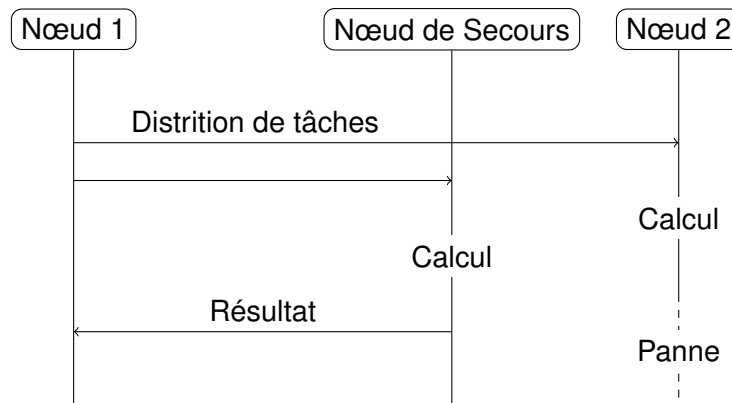 Nœud 1
Nœud de Secours
Nœud 2
Distrition de tâches
Calcul
Calcul
Résultat
Panne